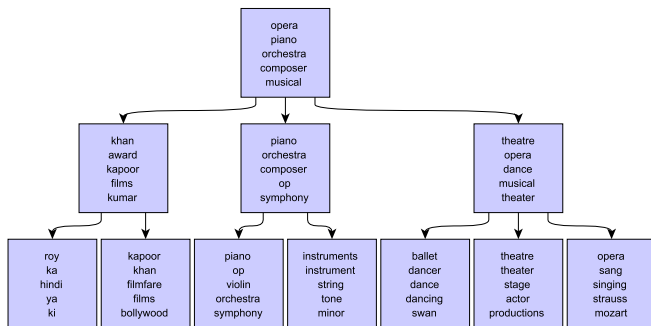 opera
piano
orchestra
composer
musical
khan
award
kapoor
films
kumar
piano
orchestra
composer
op
symphony
theatre
opera
dance
musical
theater
roy
ka
hindi
ya
ki
kapoor
khan
filmfare
films
bollywood
piano
op
violin
orchestra
symphony
instruments
instrument
string
tone
minor
ballet
dancer
dance
dancing
swan
theatre
theater
stage
actor
productions
opera
sang
singing
strauss
mozart